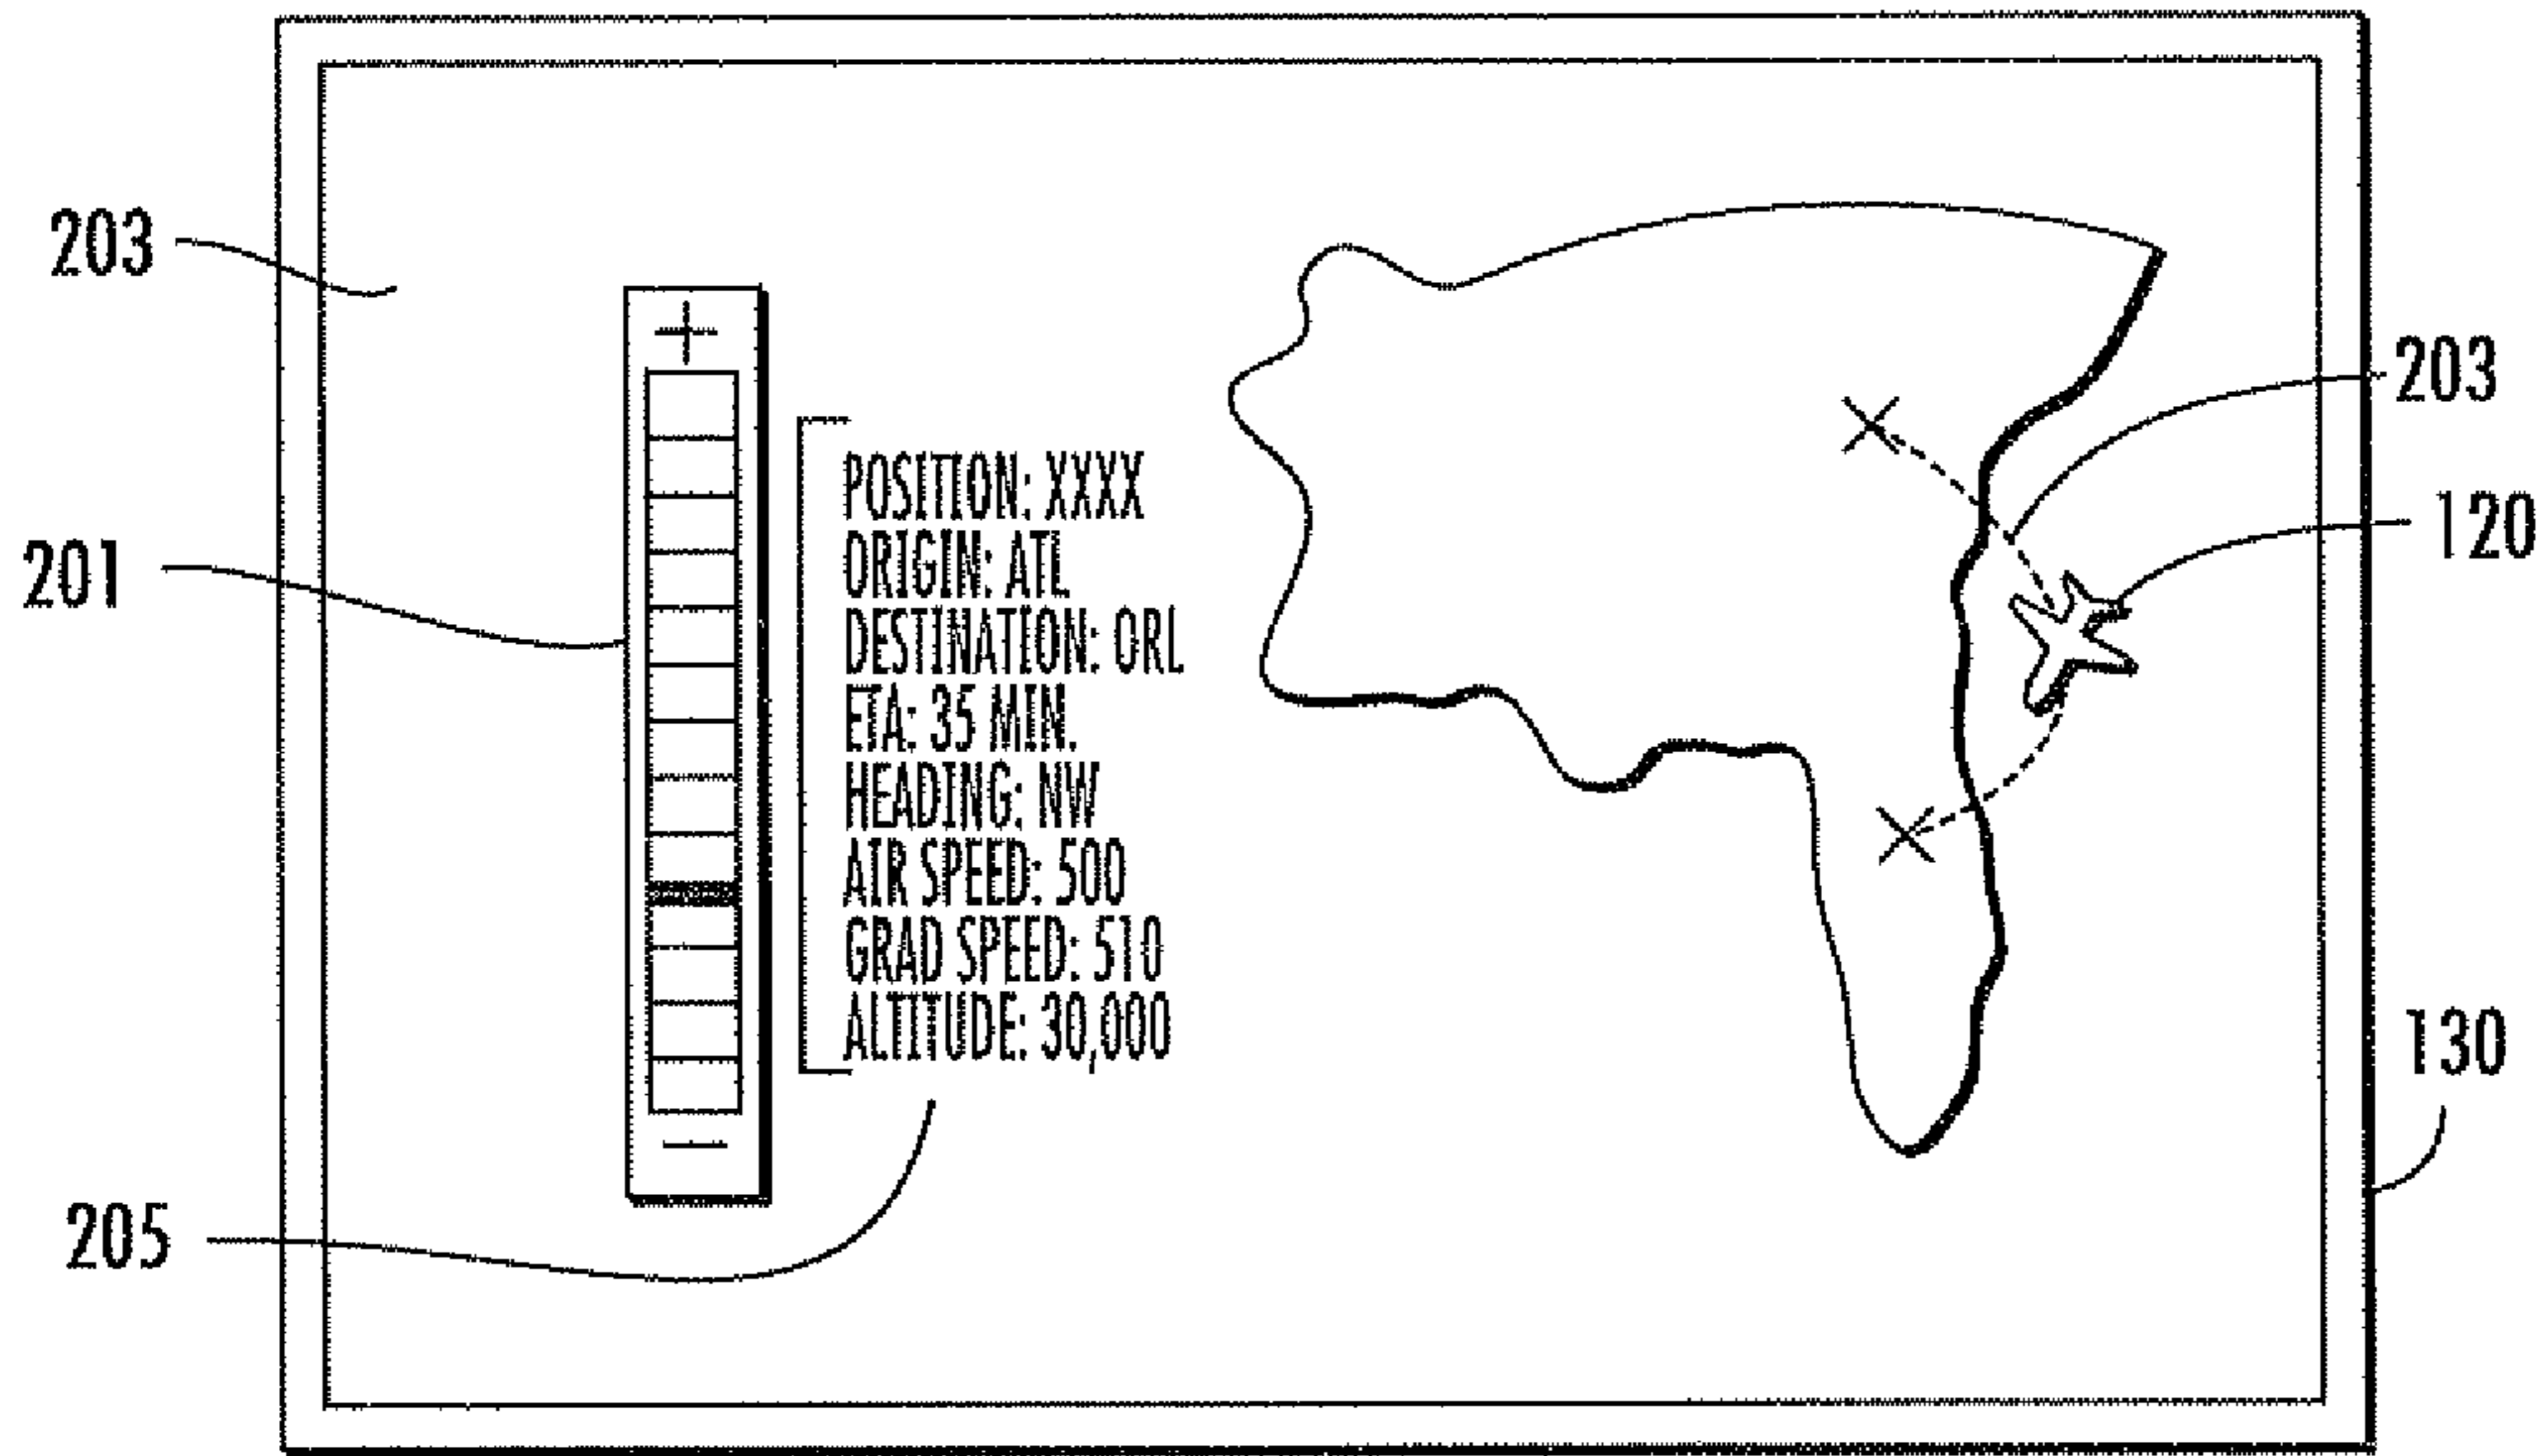 203
+
201
POSITION: XXXX
ORIGIN: ATL
DESTINATION: ORL
ETA: 35 MIN.
HEADING: NW
AIR SPEED: 500
GRAD SPEED: 510
ALTITUDE: 30,000
−
205
203
120
130